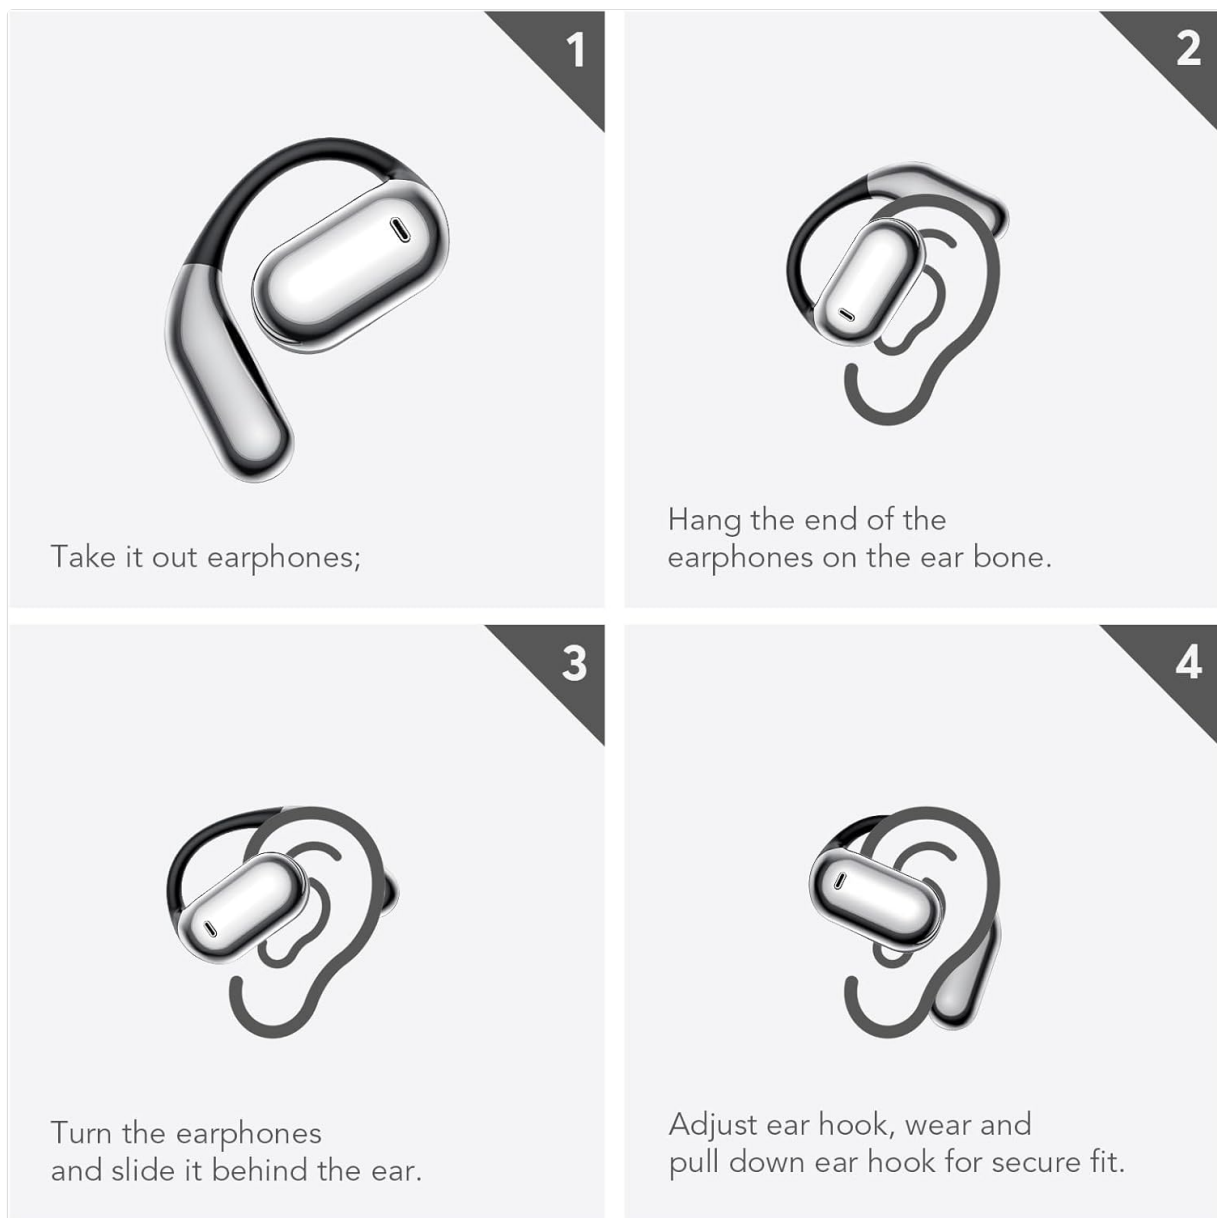 1
Take it out earphones;
2
Hang the end of the
earphones on the ear bone.
3
Turn the earphones
and slide it behind the ear.
4
Adjust ear hook, wear and
pull down ear hook for secure fit.